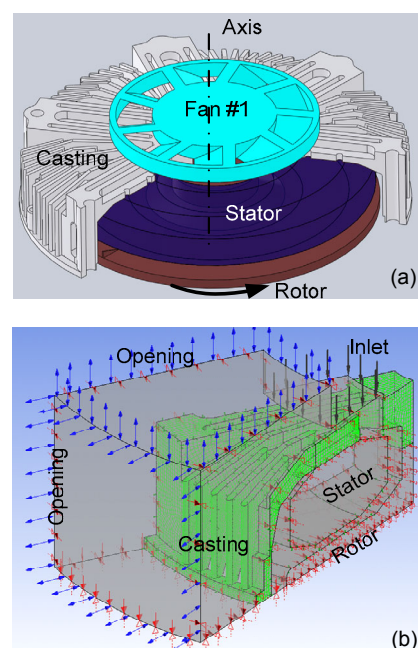 Axis
Fan #1
Casting
Stator
Rotor
(a)
Inlet
Opening
Opening
Stator
Casting
Rotor
(b)